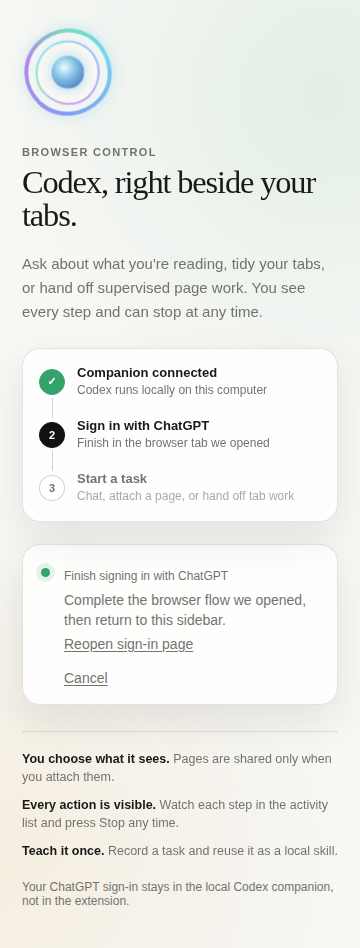 BROWSER CONTROL
Codex, right beside your
tabs.
Ask about what you're reading, tidy your tabs,
or hand off supervised page work. You see
every step and can stop at any time.
✓
Companion connected
Codex runs locally on this computer
2
Sign in with ChatGPT
Finish in the browser tab we opened
3
Start a task
Chat, attach a page, or hand off tab work
Finish signing in with ChatGPT
Complete the browser flow we opened,
then return to this sidebar.
Reopen sign-in page
Cancel
You choose what it sees. Pages are shared only when
you attach them.
Every action is visible. Watch each step in the activity
list and press Stop any time.
Teach it once. Record a task and reuse it as a local skill.
Your ChatGPT sign-in stays in the local Codex companion,
not in the extension.